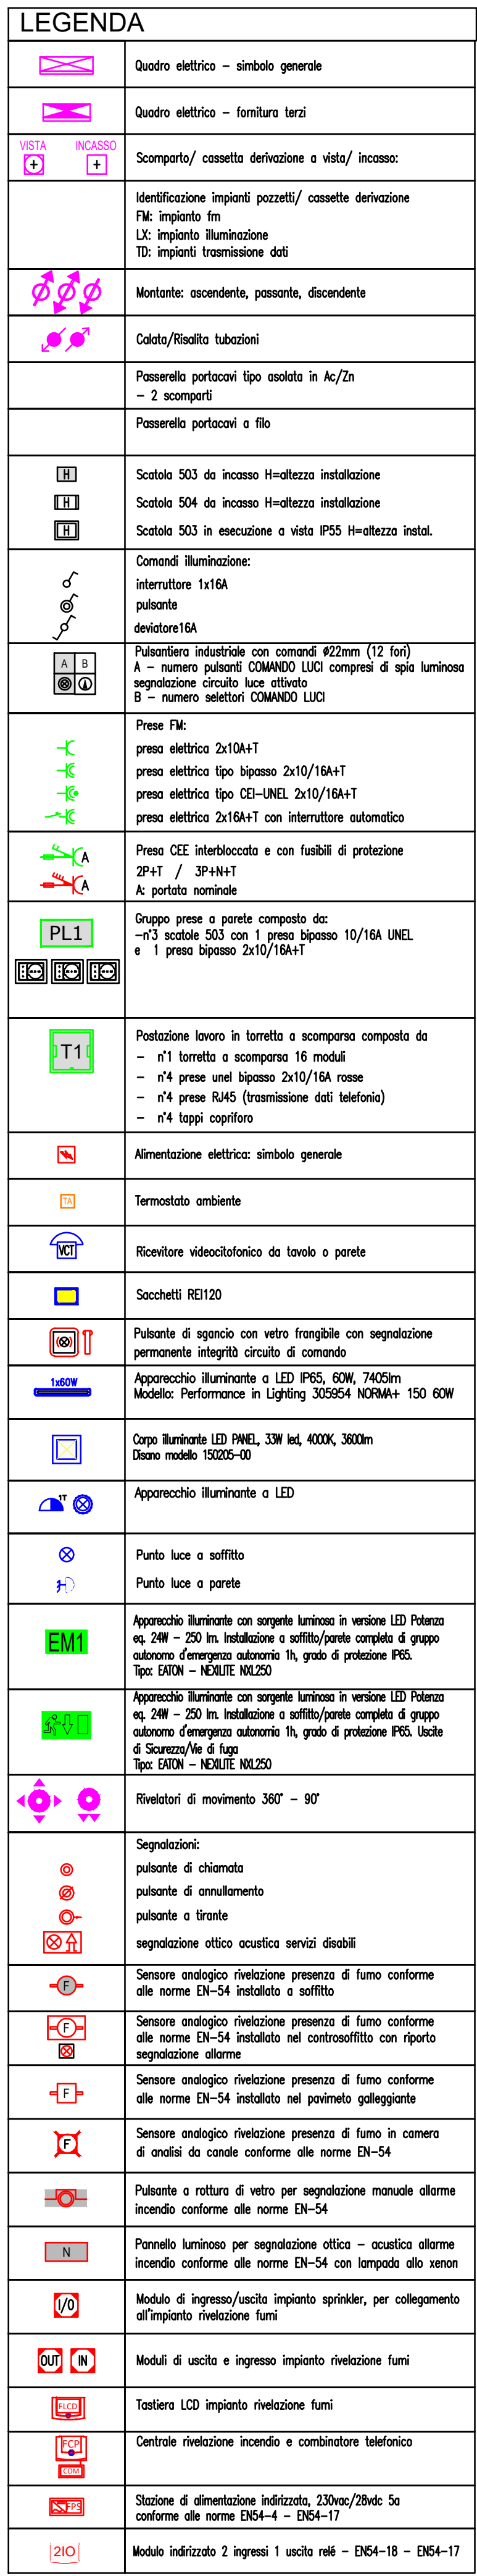 LEGENDA
Quadro elettrico – simbolo generale
Quadro elettrico – fornitura terzi
VISTA INCASSO
Scomparto/ cassetta derivazione a vista/ incasso:
Identificazione impianti pozzetti/ cassette derivazione
FM: impianto fm
LX: impianto illuminazione
TD: impianti trasmissione dati
Montante: ascendente, passante, discendente
Calata/Risalita tubazioni
Passerella portacavi tipo asolata in Ac/Zn
– 2 scomparti
Passerella portacavi a filo
H Scatola 503 da incasso H=altezza installazione
H Scatola 504 da incasso H=altezza installazione
H Scatola 503 in esecuzione a vista IP55 H=altezza instal.
Comandi illuminazione:
interruttore 1x16A
pulsante
deviatore16A
A B
Pulsantiera industriale con comandi Ø22mm (12 fori)
A – numero pulsanti COMANDO LUCI compresi di spia luminosa
segnalazione circuito luce attivato
B – numero selettori COMANDO LUCI
Prese FM:
presa elettrica 2x10A+T
presa elettrica tipo bipasso 2x10/16A+T
presa elettrica tipo CEI-UNEL 2x10/16A+T
presa elettrica 2x16A+T con interruttore automatico
A
A
Presa CEE interbloccata e con fusibili di protezione
2P+T / 3P+N+T
A: portata nominale
PL1
Gruppo prese a parete composto da:
–n°3 scatole 503 con 1 presa bipasso 10/16A UNEL
e 1 presa bipasso 2x10/16A+T
T1
Postazione lavoro in torretta a scomparsa composta da
– n°1 torretta a scomparsa 16 moduli
– n°4 prese unel bipasso 2x10/16A rosse
– n°4 prese RJ45 (trasmissione dati telefonia)
– n°4 tappi copriforo
Alimentazione elettrica: simbolo generale
TA Termostato ambiente
VCT Ricevitore videocitofonico da tavolo o parete
Sacchetti REI120
Pulsante di sgancio con vetro frangibile con segnalazione
permanente integrità circuito di comando
1x60W
Apparecchio illuminante a LED IP65, 60W, 7405lm
Modello: Performance in Lighting 305954 NORMA+ 150 60W
Corpo illuminante LED PANEL, 33W led, 4000K, 3600lm
Disano modello 150205-00
1T Apparecchio illuminante a LED
Punto luce a soffitto
Punto luce a parete
EM1
Apparecchio illuminante con sorgente luminosa in versione LED Potenza
eq. 24W – 250 lm. Installazione a soffitto/parete completa di gruppo
autonomo d'emergenza autonomia 1h, grado di protezione IP65.
Tipo: EATON – NEXILITE NXL250
Apparecchio illuminante con sorgente luminosa in versione LED Potenza
eq. 24W – 250 lm. Installazione a soffitto/parete completa di gruppo
autonomo d'emergenza autonomia 1h, grado di protezione IP65. Uscite
di Sicurezza/Vie di fuga
Tipo: EATON – NEXILITE NXL250
Rivelatori di movimento 360° – 90°
Segnalazioni:
pulsante di chiamata
pulsante di annullamento
pulsante a tirante
segnalazione ottico acustica servizi disabili
F
Sensore analogico rivelazione presenza di fumo conforme
alle norme EN-54 installato a soffitto
F
Sensore analogico rivelazione presenza di fumo conforme
alle norme EN-54 installato nel controsoffitto con riporto
segnalazione allarme
F
Sensore analogico rivelazione presenza di fumo conforme
alle norme EN-54 installato nel pavimeto galleggiante
F
Sensore analogico rivelazione presenza di fumo in camera
di analisi da canale conforme alle norme EN-54
Pulsante a rottura di vetro per segnalazione manuale allarme
incendio conforme alle norme EN-54
N
Pannello luminoso per segnalazione ottica – acustica allarme
incendio conforme alle norme EN-54 con lampada allo xenon
I/O
Modulo di ingresso/uscita impianto sprinkler, per collegamento
all'impianto rivelazione fumi
OUT IN Moduli di uscita e ingresso impianto rivelazione fumi
FLCD Tastiera LCD impianto rivelazione fumi
FCP Centrale rivelazione incendio e combinatore telefonico
COM
FPS
Stazione di alimentazione indirizzata, 230vac/28vdc 5a
conforme alle norme EN54-4 – EN54-17
2IO Modulo indirizzato 2 ingressi 1 uscita relé – EN54-18 – EN54-17